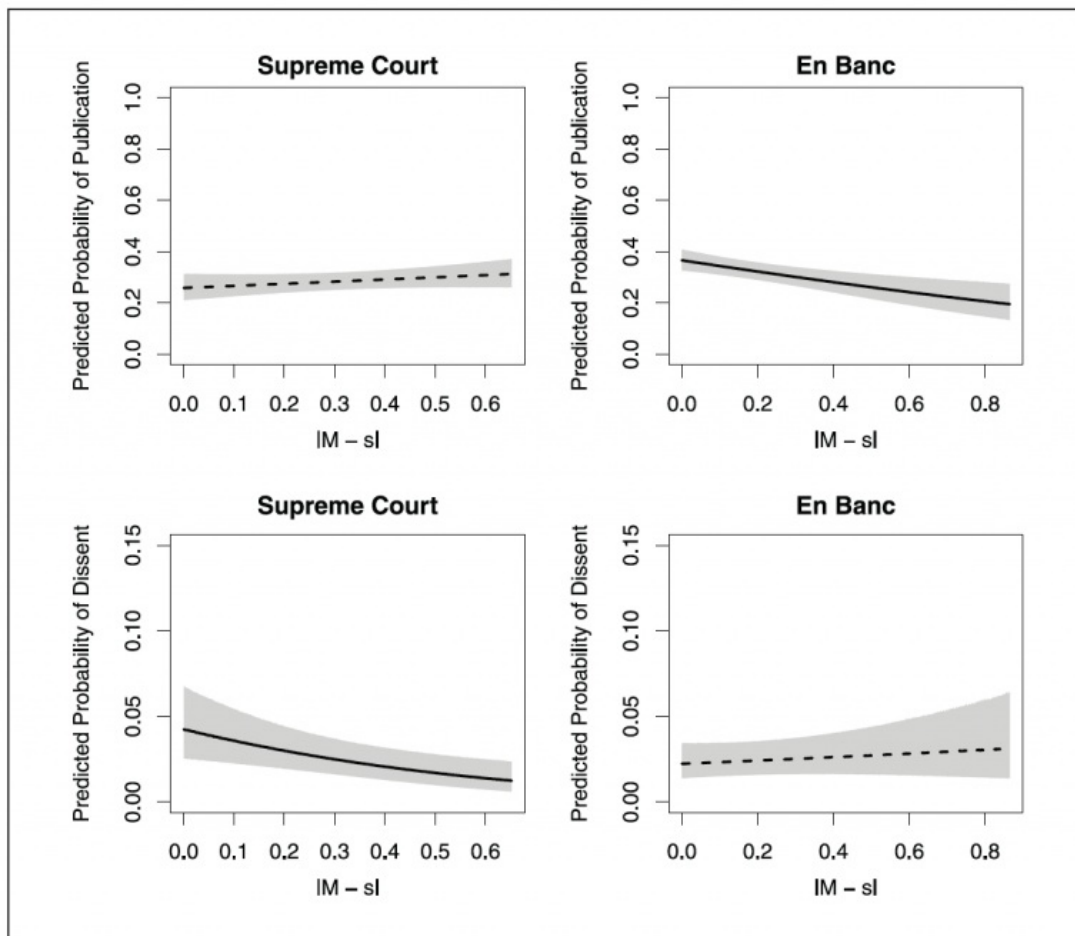 Supreme Court
Predicted Probability of Publication
1.0
0.8
0.6
0.4
0.2
0.0
0.0 0.1 0.2 0.3 0.4 0.5 0.6
|M – s|
En Banc
Predicted Probability of Publication
1.0
0.8
0.6
0.4
0.2
0.0
0.0 0.2 0.4 0.6 0.8
|M – s|
Supreme Court
Predicted Probability of Dissent
0.15
0.10
0.05
0.00
0.0 0.1 0.2 0.3 0.4 0.5 0.6
|M – s|
En Banc
Predicted Probability of Dissent
0.15
0.10
0.05
0.00
0.0 0.2 0.4 0.6 0.8
|M – s|